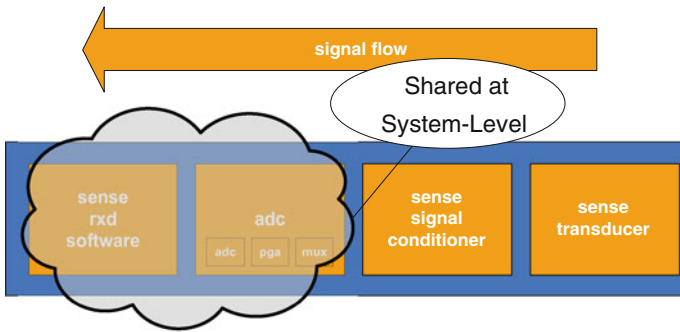 signal flow
Shared at
System-Level
sense
rxd
software
adc
adc
pga
mux
sense
signal
conditioner
sense
transducer